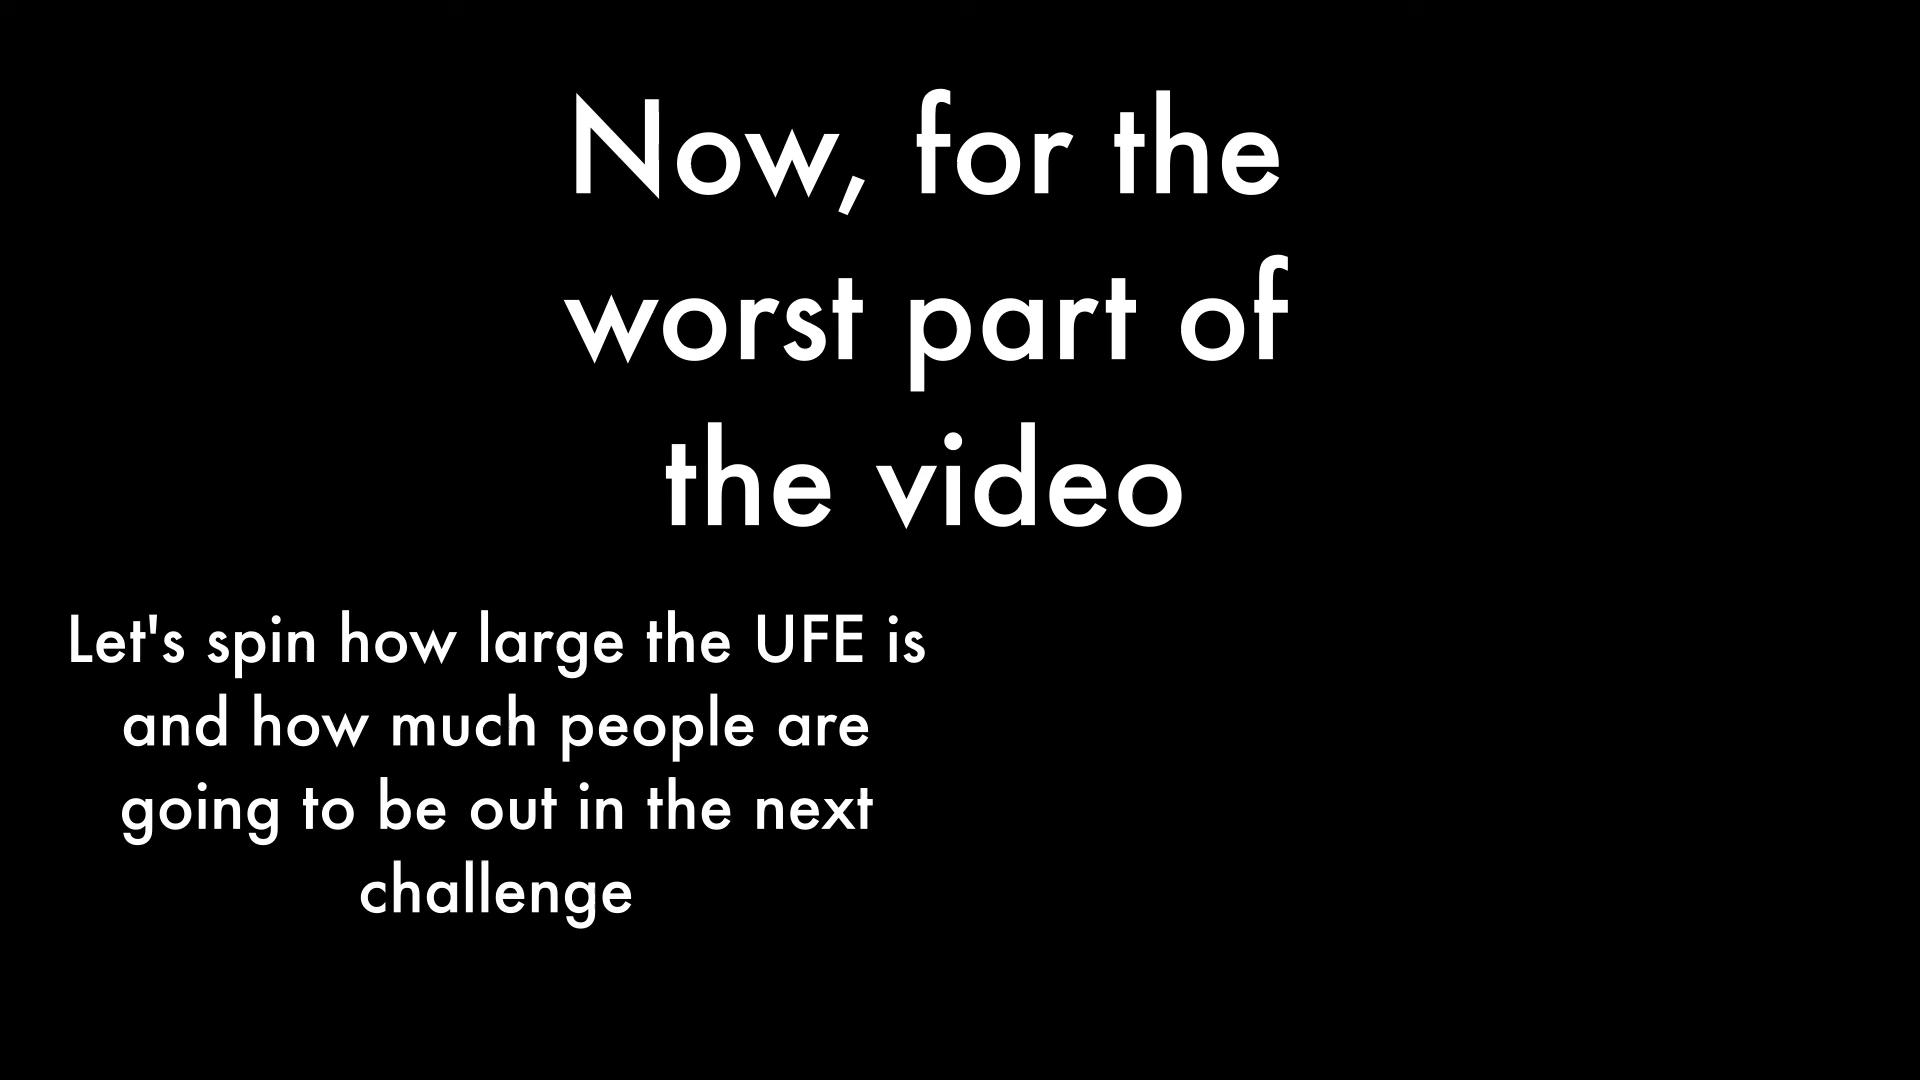 Now, for the
worst part of
the video
Let's spin how large the UFE is
and how much people are
going to be out in the next
challenge